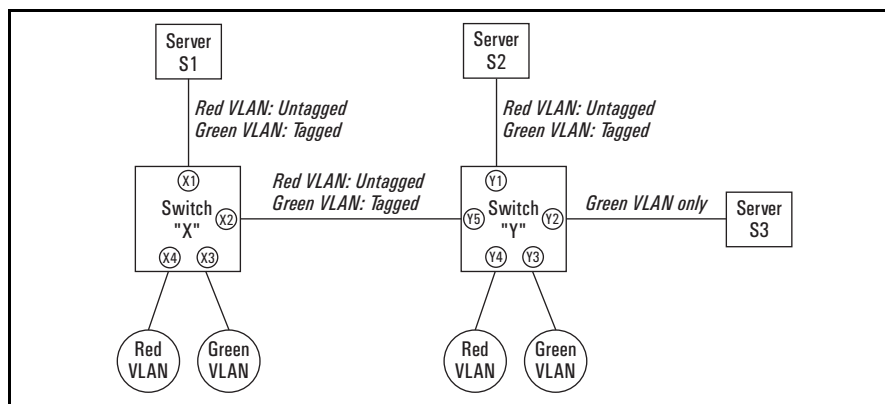 Server
S1
Server
S2
Red VLAN: Untagged
Green VLAN: Tagged
Red VLAN: Untagged
Green VLAN: Tagged
X1
Switch
"X"
X2
X4
X3
Red VLAN: Untagged
Green VLAN: Tagged
Y1
Y5
Switch
"Y"
Y2
Y4
Y3
Green VLAN only
Server
S3
Red
VLAN
Green
VLAN
Red
VLAN
Green
VLAN